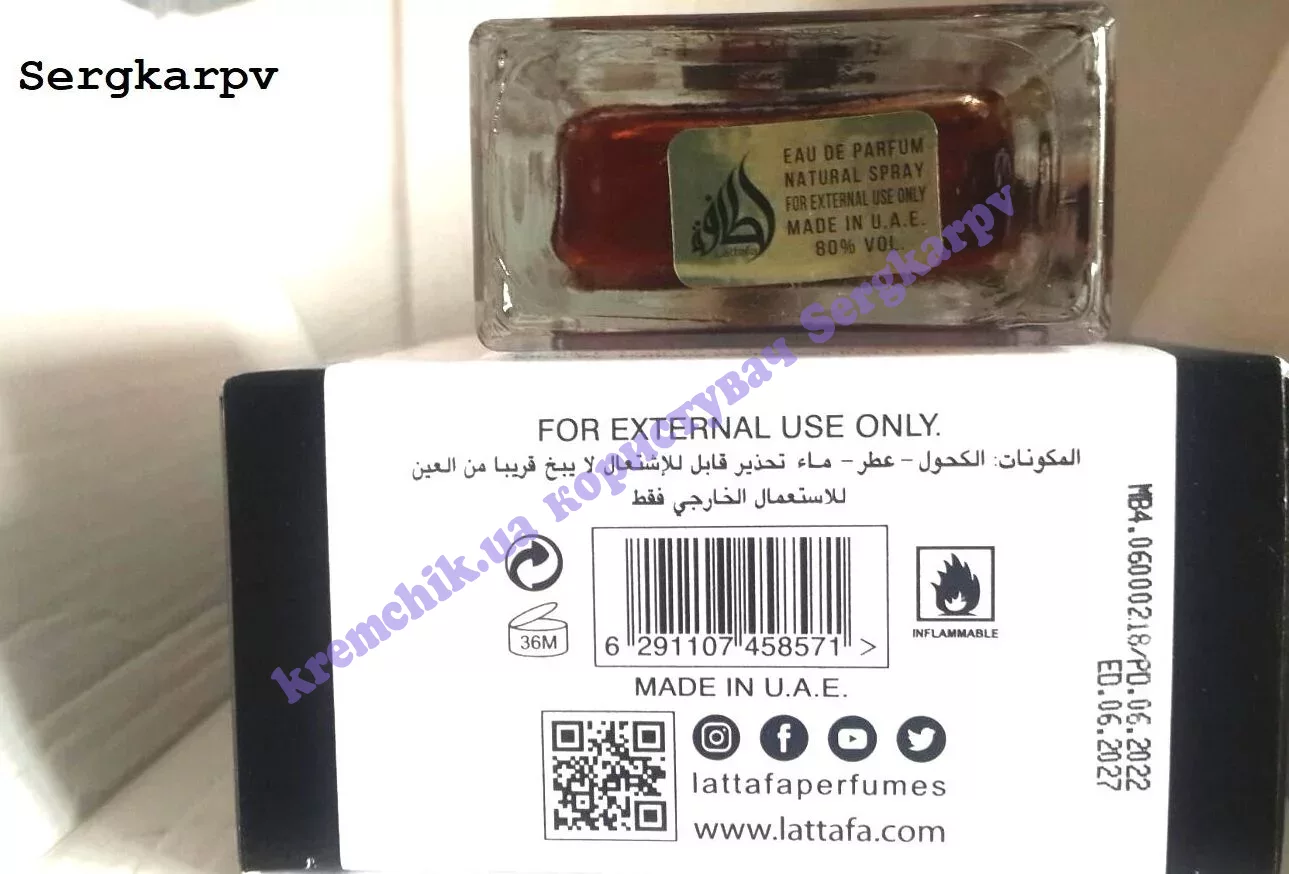 Sergkarpv
لطافة
Lattafa
EAU DE PARFUM
NATURAL SPRAY
FOR EXTERNAL USE ONLY
MADE IN U.A.E.
80% VOL.
kremchik.ua користувач Sergkarpv
FOR EXTERNAL USE ONLY.
المكونات: الكحول - عطر - ماء تحذير قابل للإشتعال لا يبخ قريبا من العين
للاستعمال الخارجي فقط
36M
6 291107 458571 >
INFLAMMABLE
MADE IN U.A.E.
lattafaperfumes
www.lattafa.com
MB4.06000218/PD.06.2022
ED.06.2027